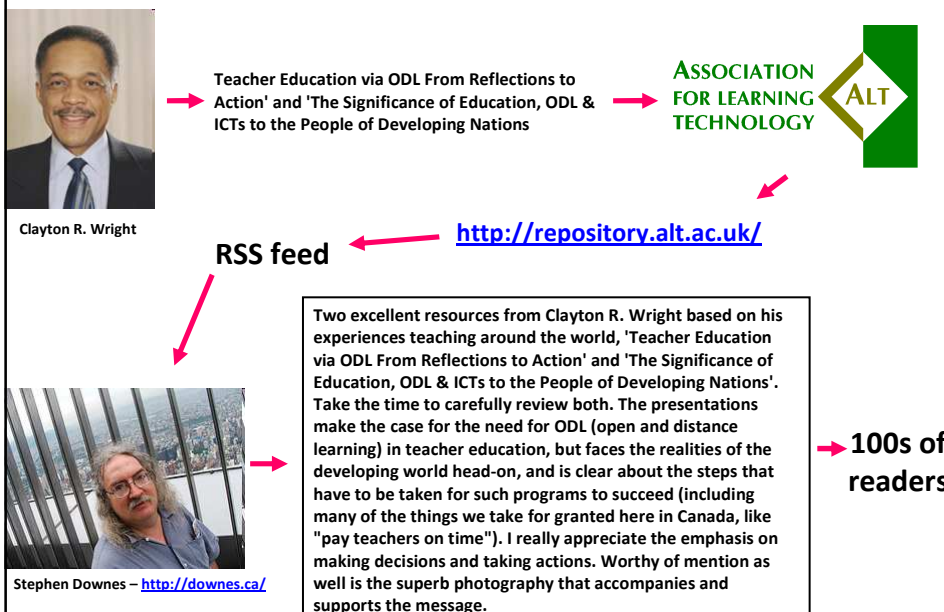 Teacher Education via ODL From Reflections to
Action' and 'The Significance of Education, ODL &
ICTs to the People of Developing Nations
ASSOCIATION
FOR LEARNING
TECHNOLOGY
ALT
Clayton R. Wright
http://repository.alt.ac.uk/
RSS feed
Two excellent resources from Clayton R. Wright based on his
experiences teaching around the world, 'Teacher Education
via ODL From Reflections to Action' and 'The Significance of
Education, ODL & ICTs to the People of Developing Nations'.
Take the time to carefully review both. The presentations
make the case for the need for ODL (open and distance
learning) in teacher education, but faces the realities of the
developing world head-on, and is clear about the steps that
have to be taken for such programs to succeed (including
many of the things we take for granted here in Canada, like
"pay teachers on time"). I really appreciate the emphasis on
making decisions and taking actions. Worthy of mention as
well is the superb photography that accompanies and
supports the message.
100s of
readers
Stephen Downes – http://downes.ca/